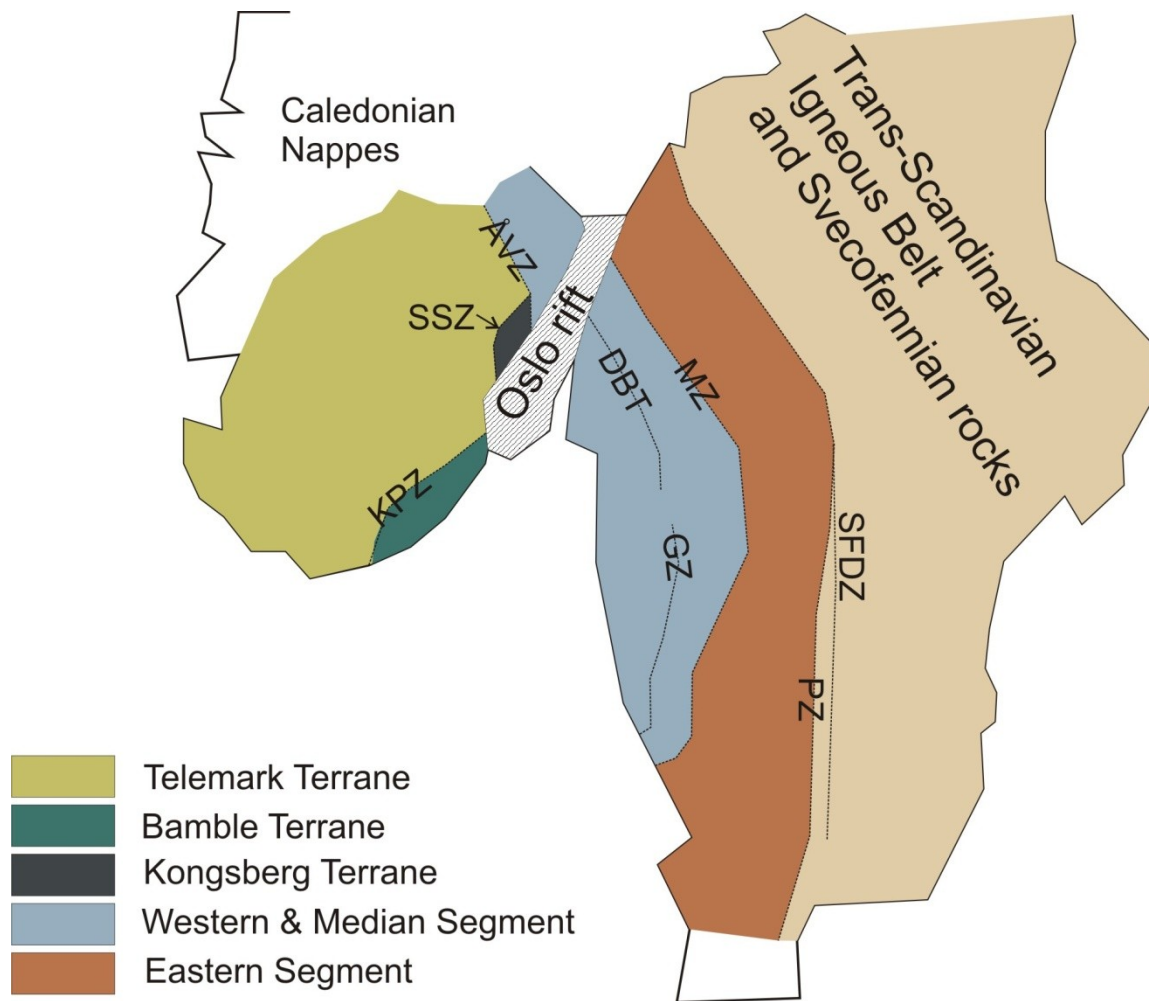 Caledonian
Nappes
Trans-Scandinavian
Igneous Belt
and Svecofennian rocks
ÅVZ
SSZ
Oslo rift
DBT
MZ
KPZ
GZ
SFDZ
PZ
Telemark Terrane
Bamble Terrane
Kongsberg Terrane
Western & Median Segment
Eastern Segment